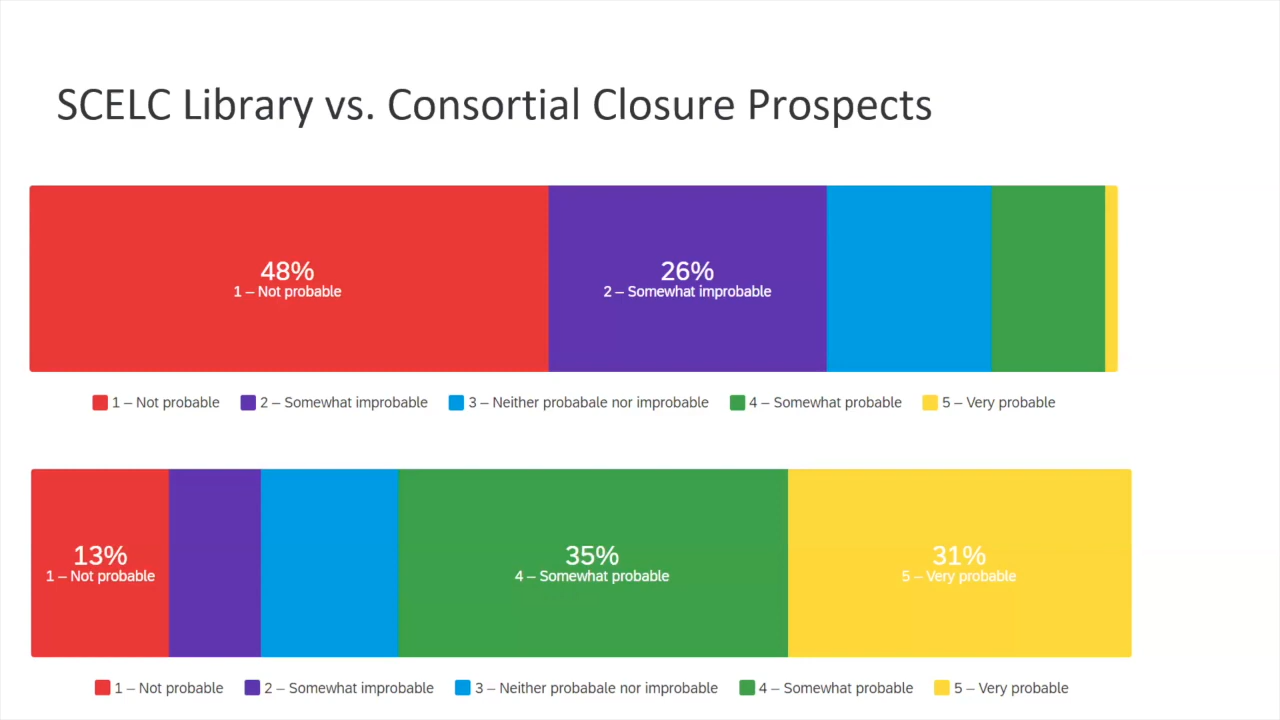 SCELC Library vs. Consortial Closure Prospects
48%
1 – Not probable
26%
2 – Somewhat improbable
1 – Not probable 2 – Somewhat improbable 3 – Neither probabale nor improbable 4 – Somewhat probable 5 – Very probable
13%
1 – Not probable
35%
4 – Somewhat probable
31%
5 – Very probable
1 – Not probable 2 – Somewhat improbable 3 – Neither probabale nor improbable 4 – Somewhat probable 5 – Very probable